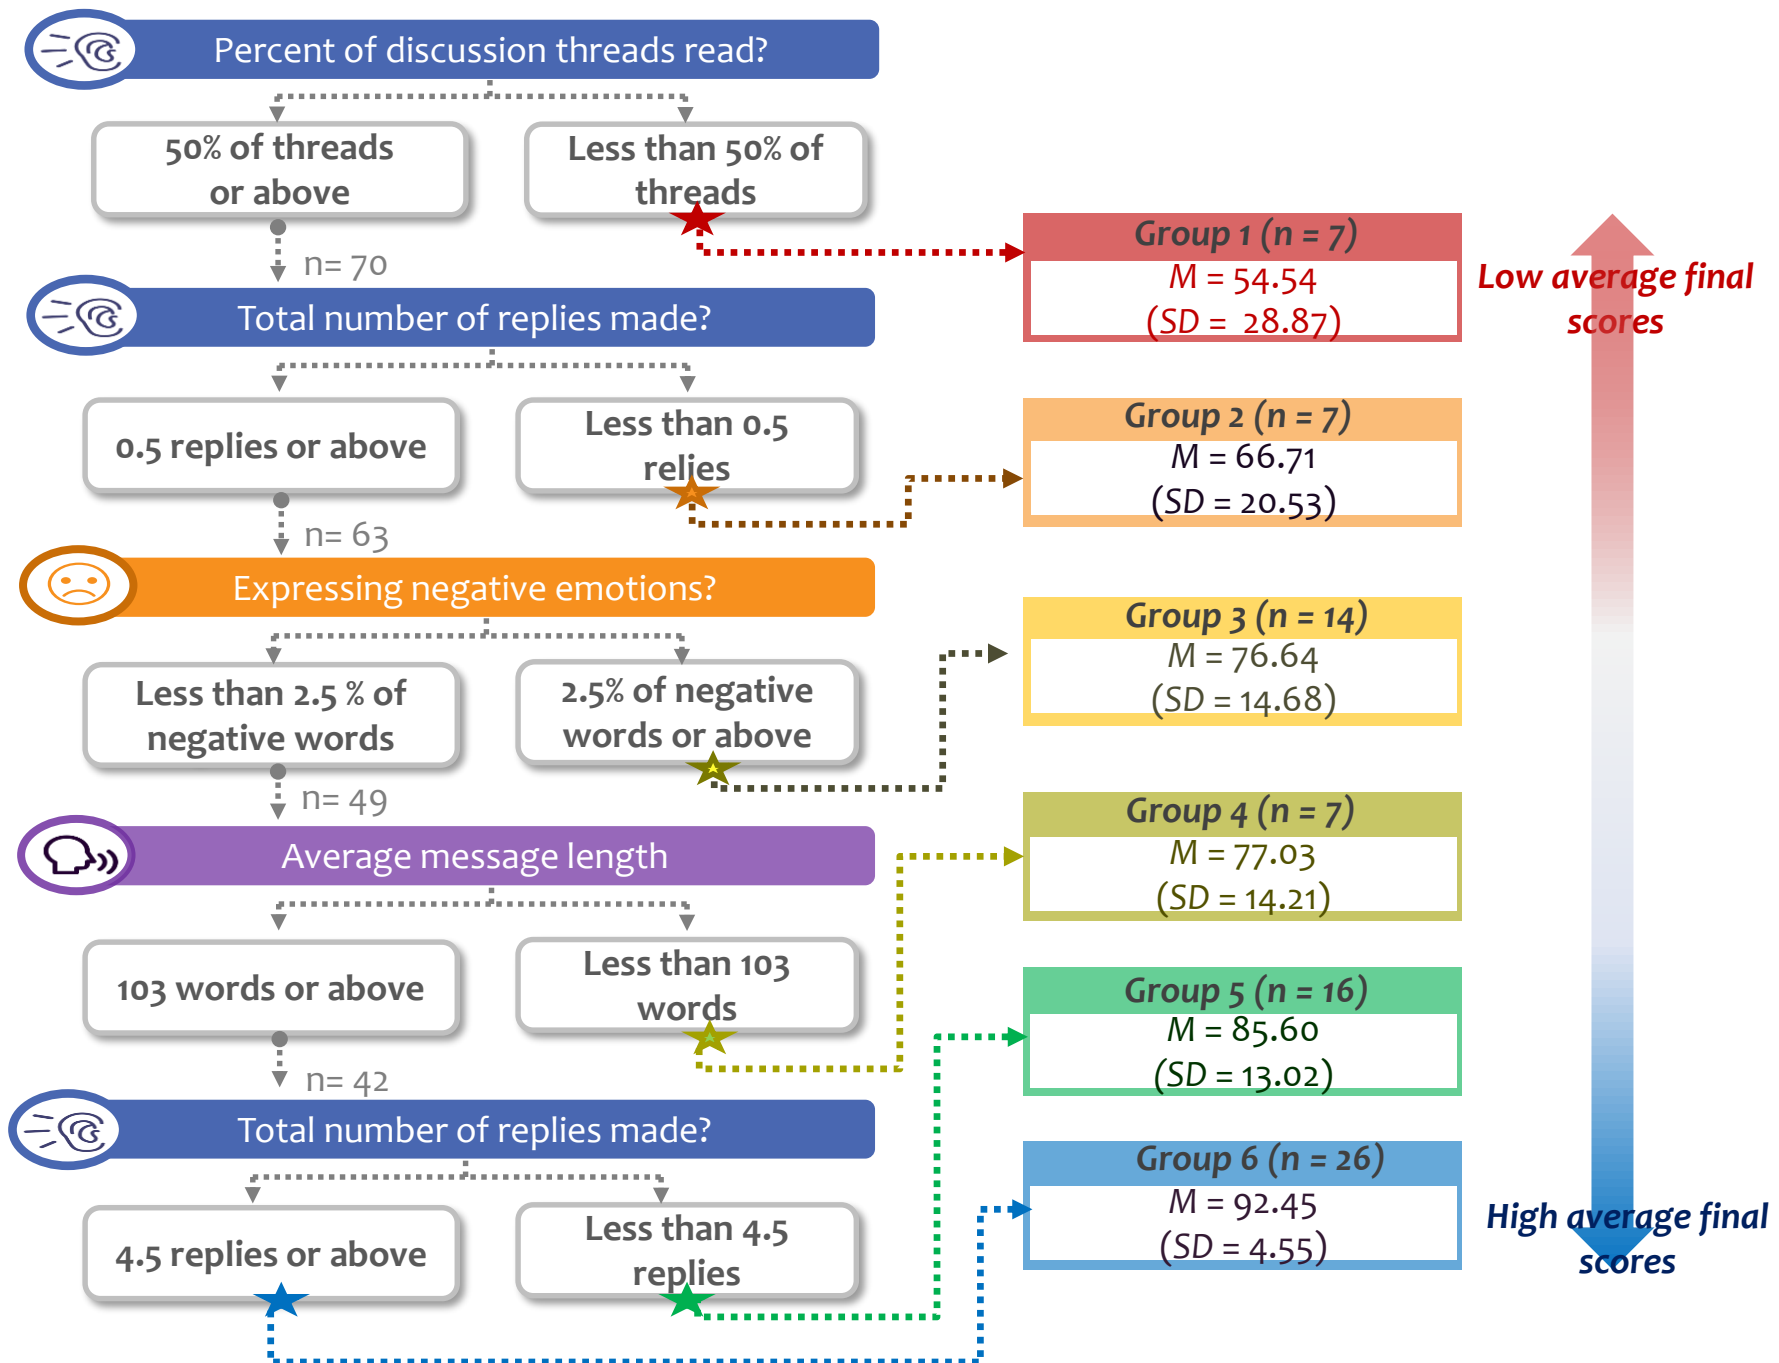 Percent of discussion threads read?
50% of threads
or above
Less than 50% of
threads
n= 70
Total number of replies made?
0.5 replies or above
Less than 0.5
relies
n= 63
Expressing negative emotions?
Less than 2.5 % of
negative words
2.5% of negative
words or above
n= 49
Average message length
103 words or above
Less than 103
words
n= 42
Total number of replies made?
4.5 replies or above
Less than 4.5
replies
Group 1 (n = 7)
M = 54.54
(SD = 28.87)
Group 2 (n = 7)
M = 66.71
(SD = 20.53)
Group 3 (n = 14)
M = 76.64
(SD = 14.68)
Group 4 (n = 7)
M = 77.03
(SD = 14.21)
Group 5 (n = 16)
M = 85.60
(SD = 13.02)
Group 6 (n = 26)
M = 92.45
(SD = 4.55)
Low average final
scores
High average final
scores